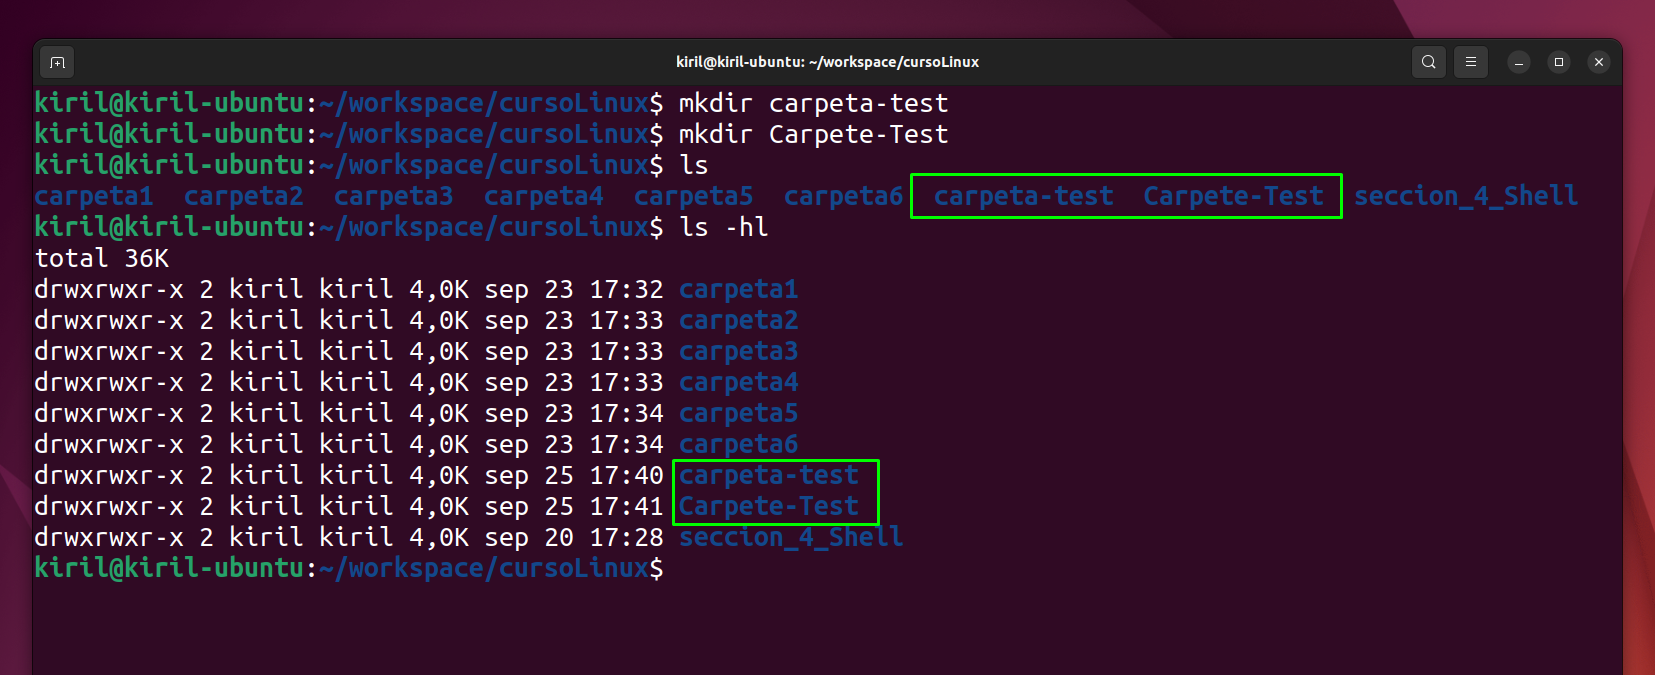 kiril@kiril-ubuntu: ~/workspace/cursoLinux
kiril@kiril-ubuntu:~/workspace/cursoLinux$ mkdir carpeta-test
kiril@kiril-ubuntu:~/workspace/cursoLinux$ mkdir Carpete-Test
kiril@kiril-ubuntu:~/workspace/cursoLinux$ ls
carpeta1  carpeta2  carpeta3  carpeta4  carpeta5  carpeta6  carpeta-test  Carpete-Test  seccion_4_Shell
kiril@kiril-ubuntu:~/workspace/cursoLinux$ ls -hl
total 36K
drwxrwxr-x 2 kiril kiril 4,0K sep 23 17:32 carpeta1
drwxrwxr-x 2 kiril kiril 4,0K sep 23 17:33 carpeta2
drwxrwxr-x 2 kiril kiril 4,0K sep 23 17:33 carpeta3
drwxrwxr-x 2 kiril kiril 4,0K sep 23 17:33 carpeta4
drwxrwxr-x 2 kiril kiril 4,0K sep 23 17:34 carpeta5
drwxrwxr-x 2 kiril kiril 4,0K sep 23 17:34 carpeta6
drwxrwxr-x 2 kiril kiril 4,0K sep 25 17:40 carpeta-test
drwxrwxr-x 2 kiril kiril 4,0K sep 25 17:41 Carpete-Test
drwxrwxr-x 2 kiril kiril 4,0K sep 20 17:28 seccion_4_Shell
kiril@kiril-ubuntu:~/workspace/cursoLinux$